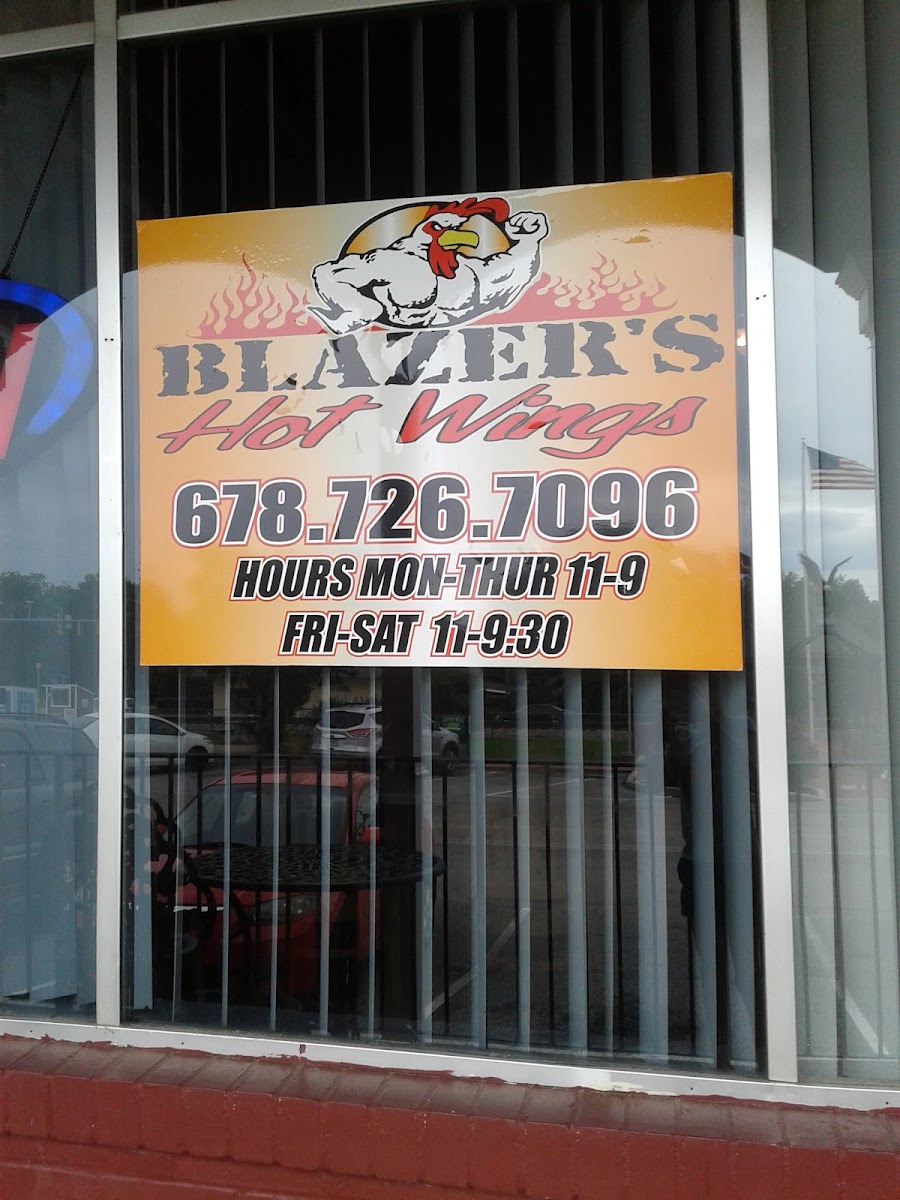 BLAZER'S
Hot Wings
678.726.7096
HOURS MON-THUR 11-9
FRI-SAT 11-9:30